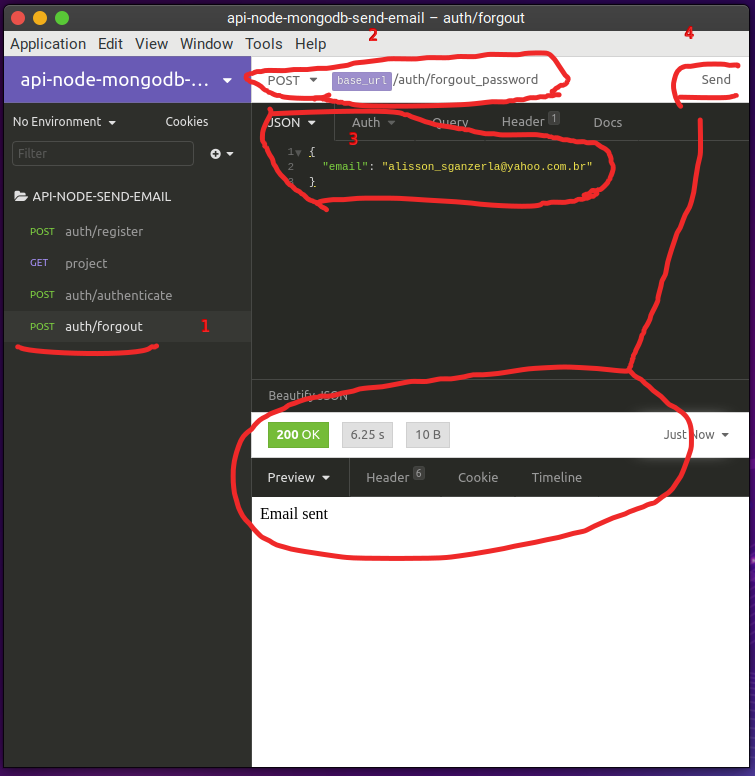 api-node-mongodb-send-email – auth/forgout
Application Edit View Window Tools Help
2
4
api-node-mongodb-...
POST base_url/auth/forgout_password
Send
No Environment Cookies
JSON Auth Query Header 1 Docs
3
Filter
1 {
2 "email": "alisson_sganzerla@yahoo.com.br"
3 }
API-NODE-SEND-EMAIL
POST auth/register
GET project
POST auth/authenticate
POST auth/forgout
1
Beautify JSON
200 OK 6.25 s 10 B Just Now
Preview Header 6 Cookie Timeline
Email sent